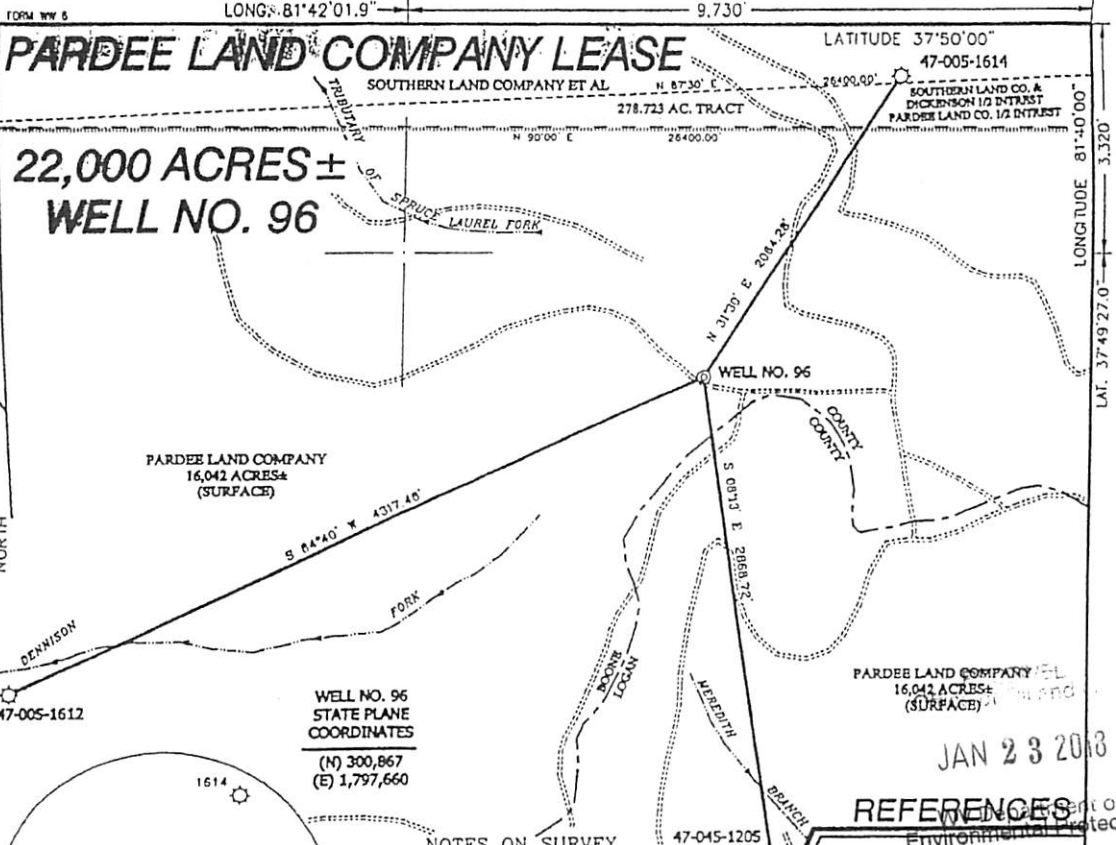 FORM WW 6
LONG. 81°42'01.9"
9,730'
PARDEE LAND COMPANY LEASE
LATITUDE 37°50'00"
47-005-1614
SOUTHERN LAND COMPANY ET AL
N 87°30' E
26400.00'
278.723 AC. TRACT
SOUTHERN LAND CO. &
DICKENSON 1/2 INTREST
PARDEE LAND CO. 1/2 INTREST
N 90°00' E
26400.00'
22,000 ACRES±
WELL NO. 96
TRIBUTARY
OF
SPRUCE
LAUREL FORK
LONGITUDE 81°40'00"
3,320'
LAT. 37°49'27.0"
N 31°30' E 2064.28'
WELL NO. 96
COUNTY
COUNTY
PARDEE LAND COMPANY
16,042 ACRES±
(SURFACE)
S 64°40' W 4317.46'
S 08°13' E 2868.72'
NORTH
FORK
DENNISON
BOONE
LOGAN
47-005-1612
WELL NO. 96
STATE PLANE
COORDINATES
(N) 300,867
(E) 1,797,660
MEREDITH
BRANCH
PARDEE LAND COMPANY
16,042 ACRES±
(SURFACE)
JAN 23 2018
1614
REFERENCES
WV Department o
Environmental Protec
NOTES ON SURVEY
47-045-1205